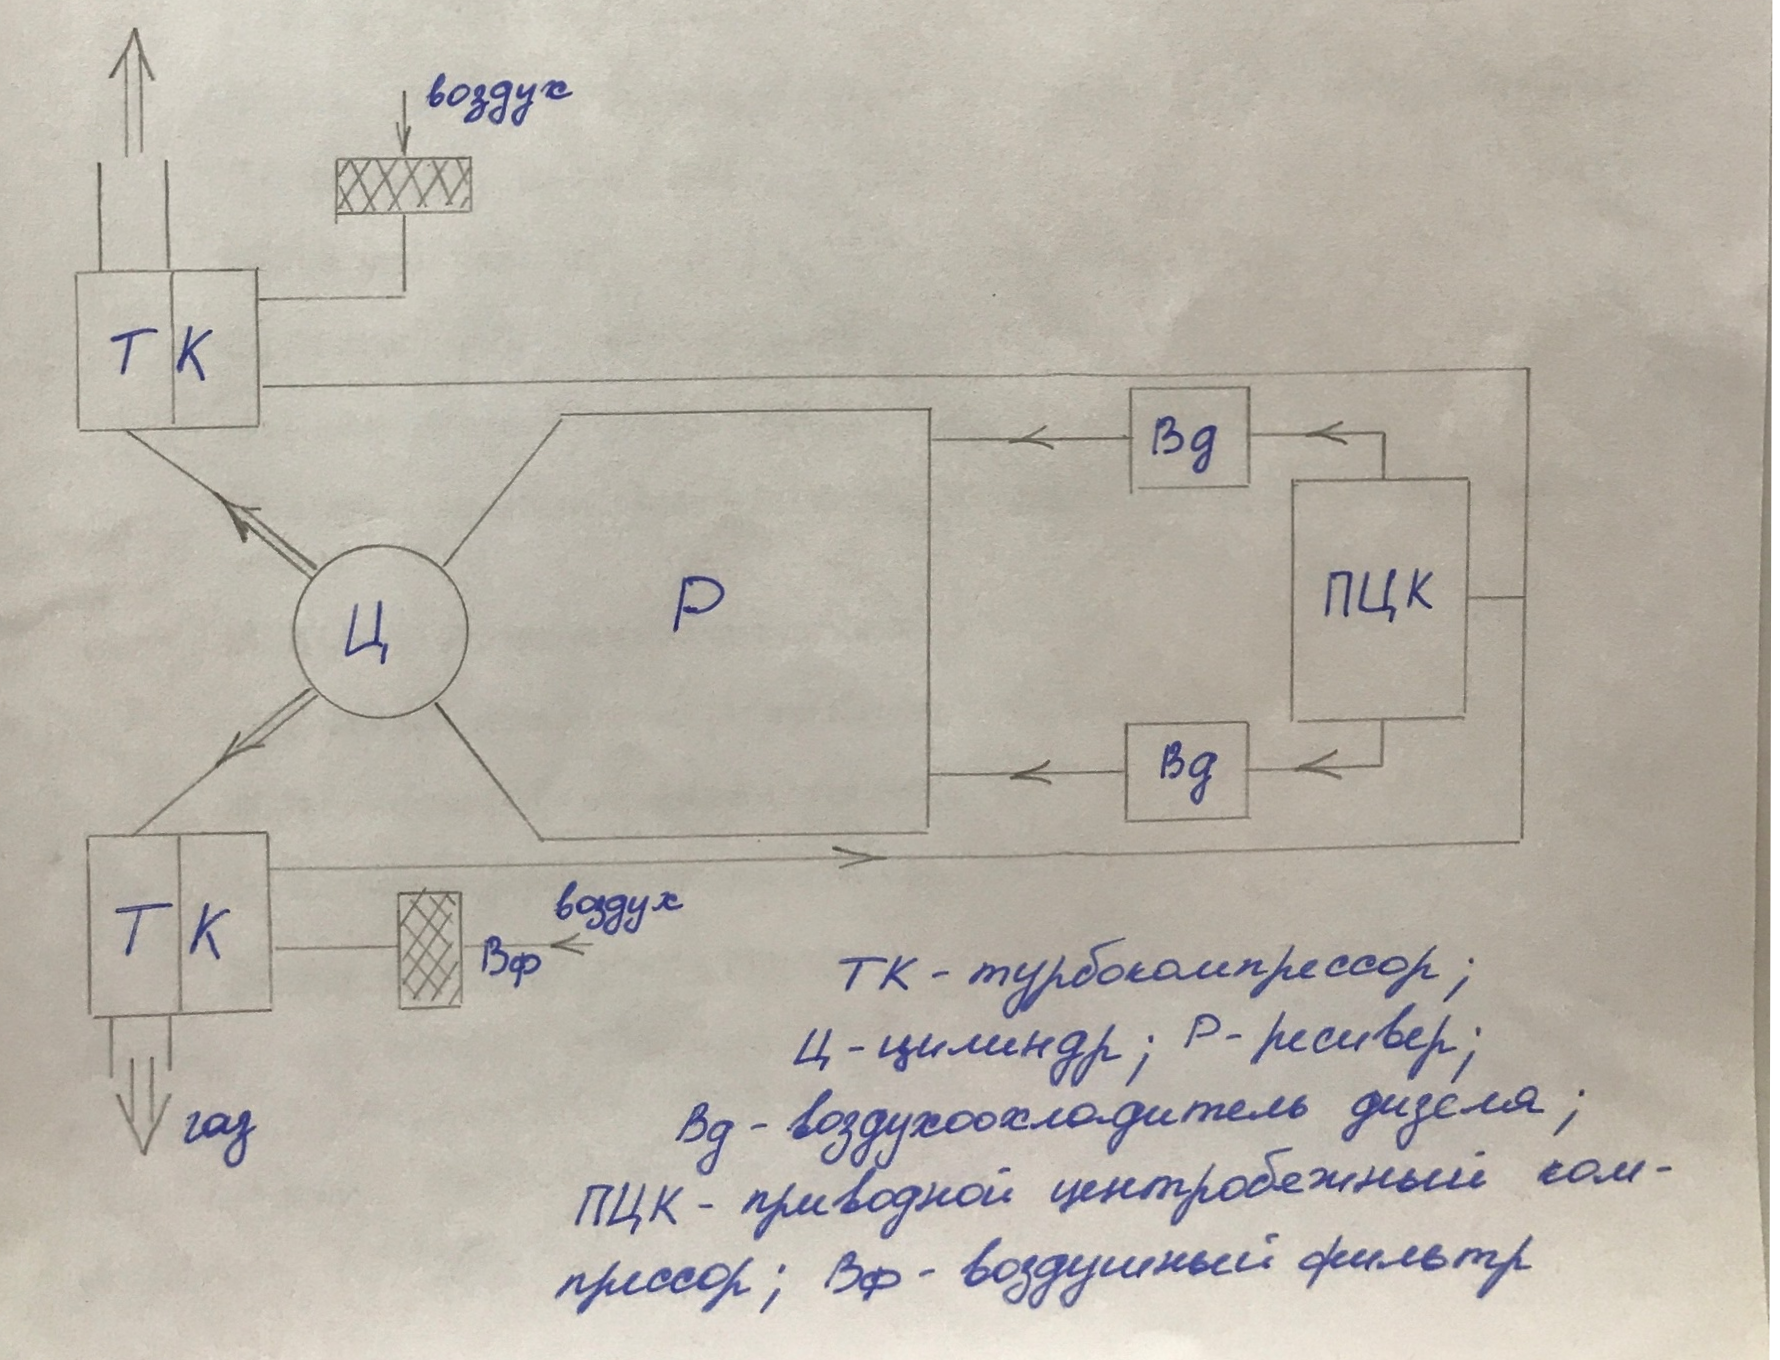 воздух
Т К
Вд
Р
ПЦК
Ц
Вд
Т К
воздух
Вф
газ
ТК - турбокомпрессор;
Ц - цилиндр; Р - ресивер;
Вд - воздухоохладитель дизеля;
ПЦК - приводной центробежный ком-
прессор; Вф - воздушный фильтр